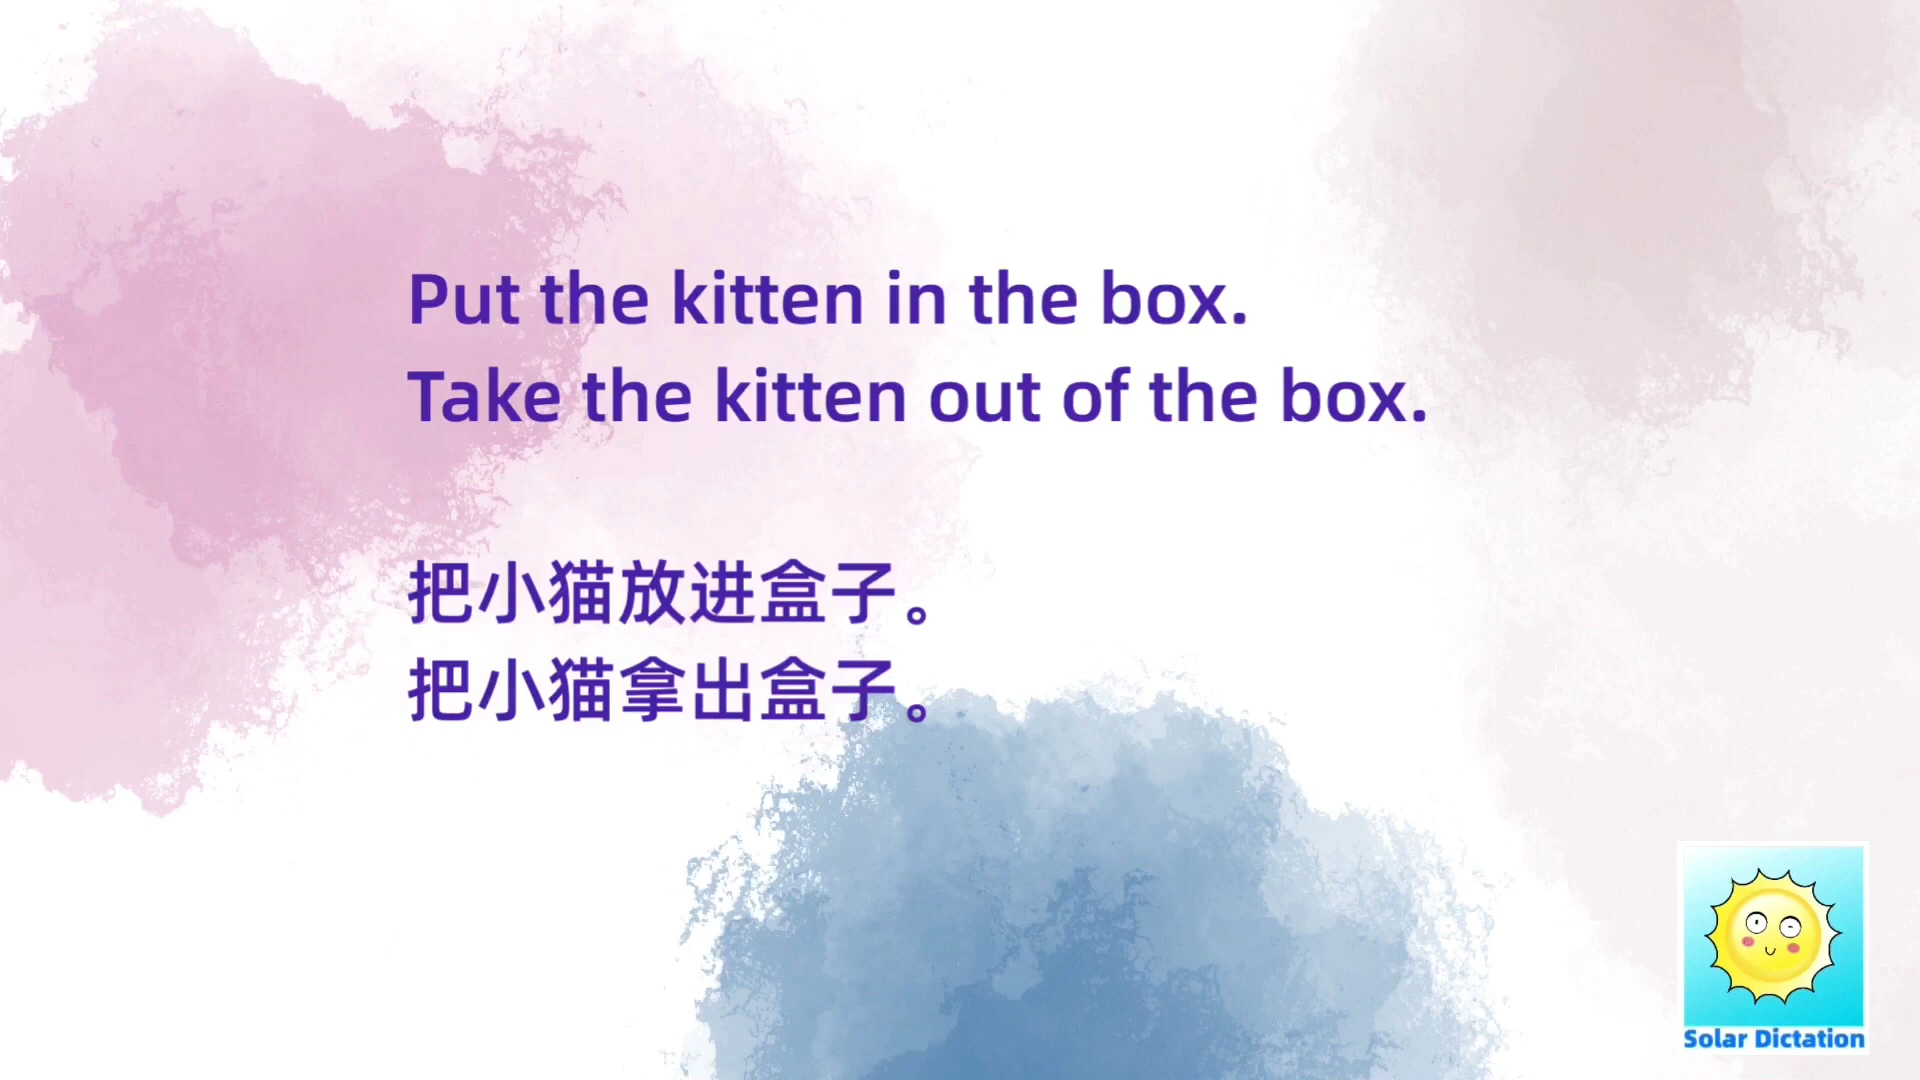 Put the kitten in the box.
Take the kitten out of the box.
把小猫放进盒子。
把小猫拿出盒子。
Solar Dictation